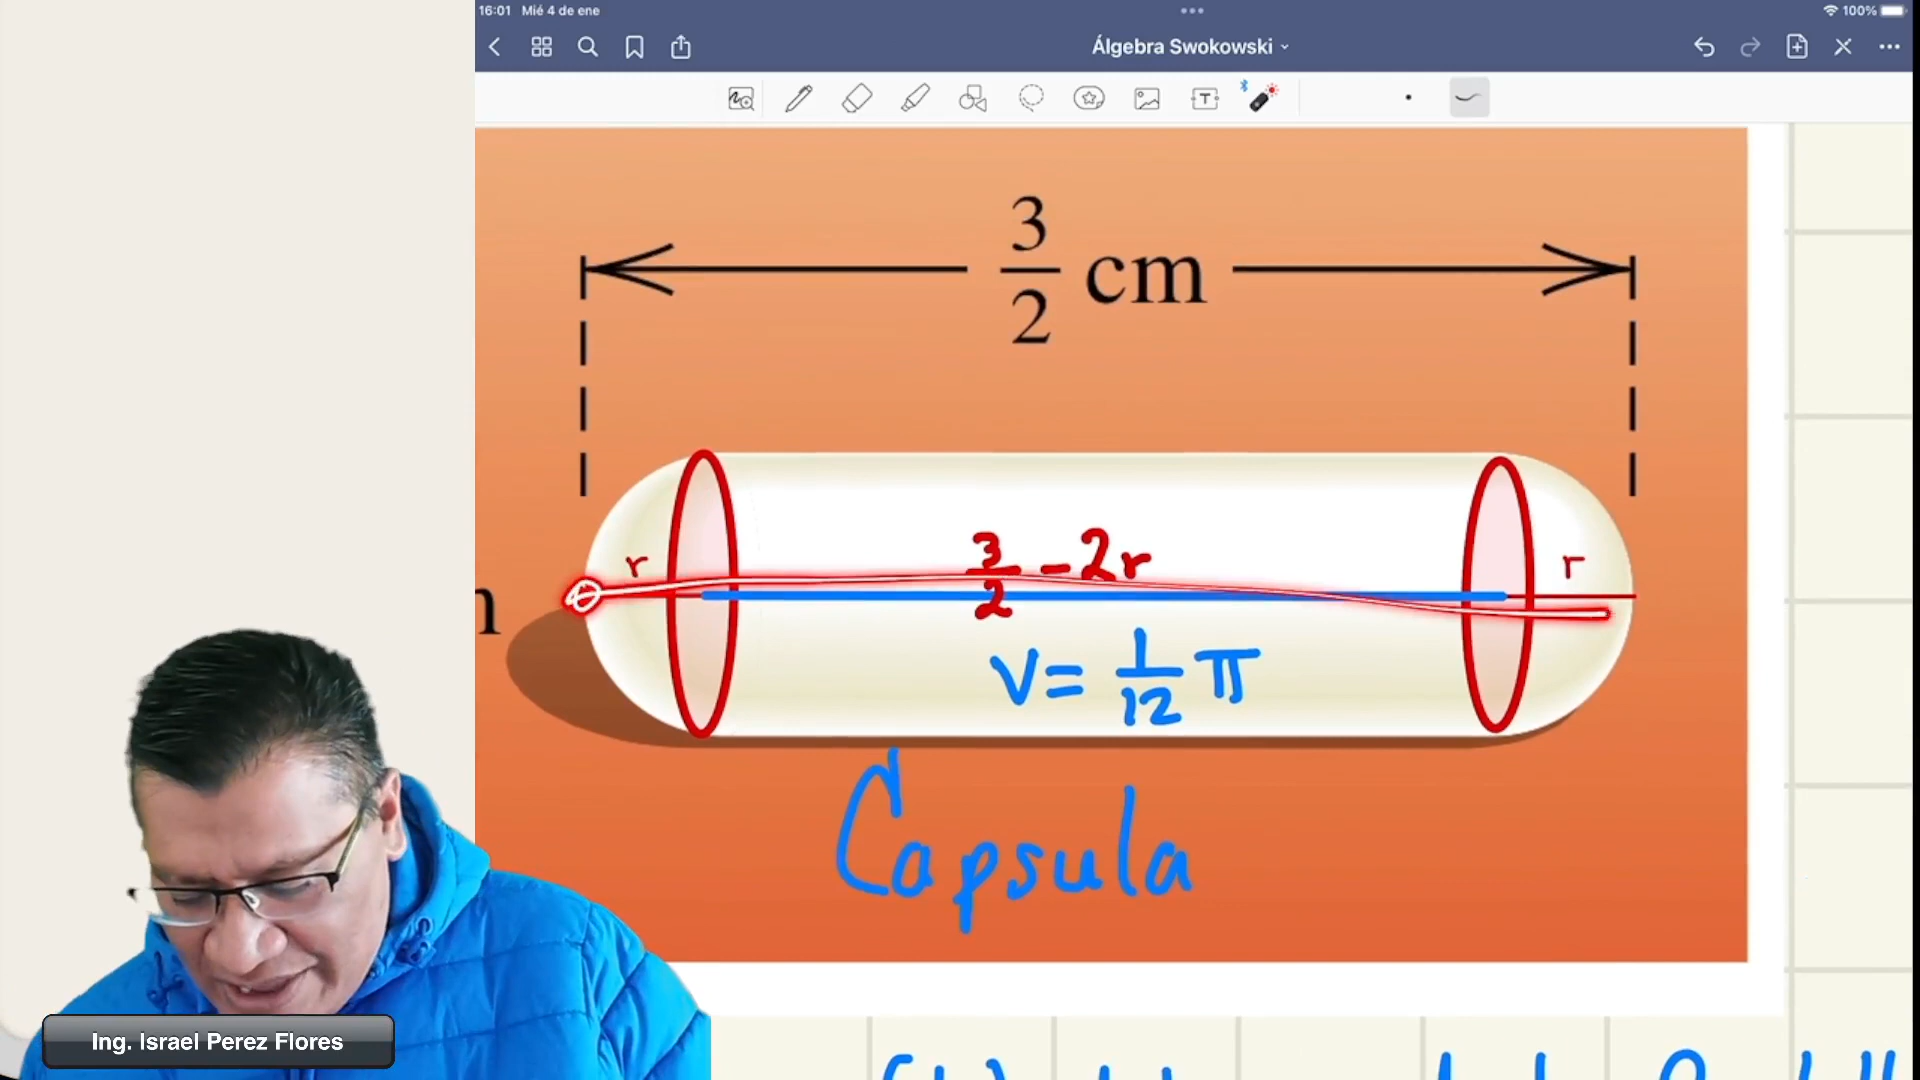 16:01 Mié 4 de ene
100%
Álgebra Swokowski
T
3/2 cm
r
3/2 - 2r
r
V = 1/12 π
Capsula
Ing. Israel Perez Flores